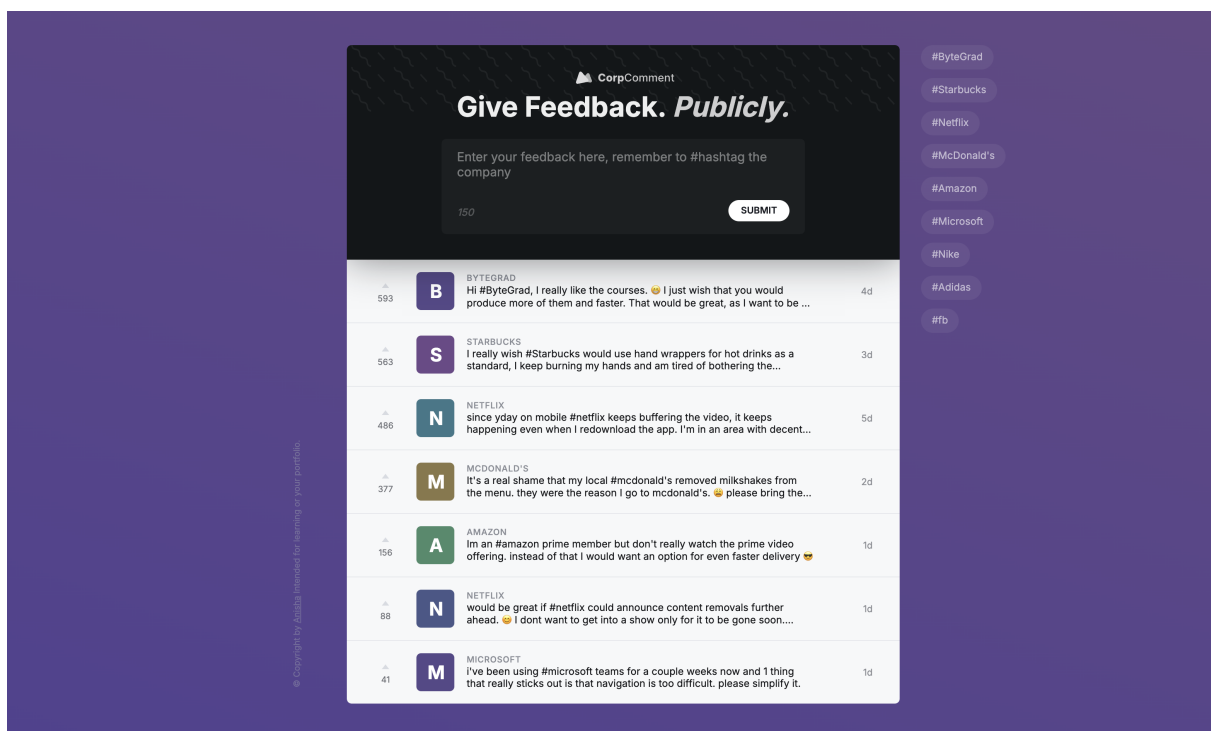 CorpComment
Give Feedback. Publicly.
Enter your feedback here, remember to #hashtag the
company
150
SUBMIT
593
B
BYTEGRAD
Hi #ByteGrad, I really like the courses. 😁 I just wish that you would
produce more of them and faster. That would be great, as I want to be ...
4d
563
S
STARBUCKS
I really wish #Starbucks would use hand wrappers for hot drinks as a
standard, I keep burning my hands and am tired of bothering the...
3d
486
N
NETFLIX
since yday on mobile #netflix keeps buffering the video, it keeps
happening even when I redownload the app. I'm in an area with decent...
5d
377
M
MCDONALD'S
It's a real shame that my local #mcdonald's removed milkshakes from
the menu. they were the reason I go to mcdonald's. 😩 please bring the...
2d
156
A
AMAZON
Im an #amazon prime member but don't really watch the prime video
offering. instead of that I would want an option for even faster delivery 😎
1d
88
N
NETFLIX
would be great if #netflix could announce content removals further
ahead. 😊 I dont want to get into a show only for it to be gone soon....
1d
41
M
MICROSOFT
i've been using #microsoft teams for a couple weeks now and 1 thing
that really sticks out is that navigation is too difficult. please simplify it.
1d
#ByteGrad
#Starbucks
#Netflix
#McDonald's
#Amazon
#Microsoft
#Nike
#Adidas
#fb
© Copyright by Anisha Intended for learning or your portfolio.